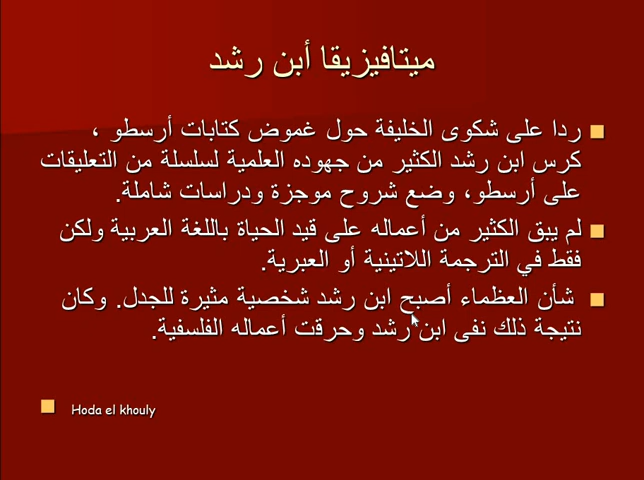 ميتافيزيقا أبن رشد
ردا على شكوى الخليفة حول غموض كتابات أرسطو ،
كرس ابن رشد الكثير من جهوده العلمية لسلسلة من التعليقات
على أرسطو، وضع شروح موجزة ودراسات شاملة.
لم يبق الكثير من أعماله على قيد الحياة باللغة العربية ولكن
فقط في الترجمة اللاتينية أو العبرية.
شأن العظماء أصبح ابن رشد شخصية مثيرة للجدل. وكان
نتيجة ذلك نفى ابن رشد وحرقت أعماله الفلسفية.
Hoda el khouly